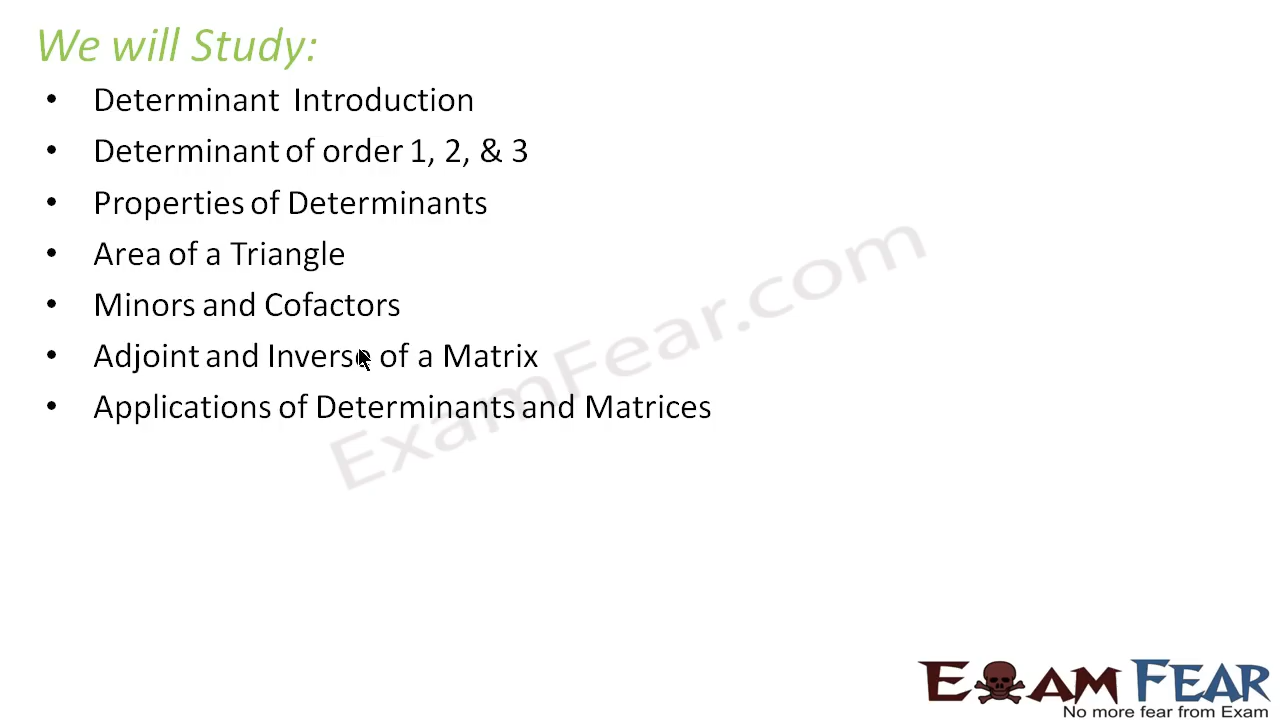 We will Study:
• Determinant Introduction
• Determinant of order 1, 2, & 3
• Properties of Determinants
• Area of a Triangle
• Minors and Cofactors
• Adjoint and Inverse of a Matrix
• Applications of Determinants and Matrices
ExamFear.com
EXAM FEAR
No more fear from Exam